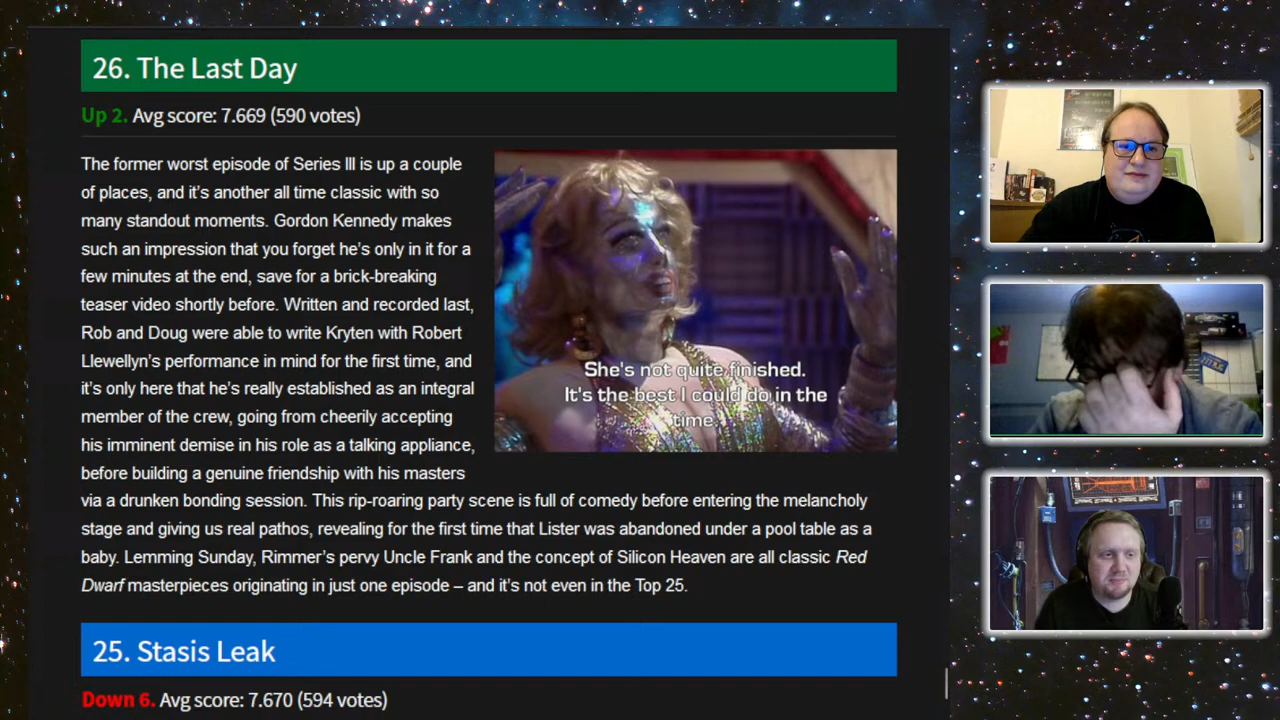 26. The Last Day
Up 2. Avg score: 7.669 (590 votes)
The former worst episode of Series III is up a couple
of places, and it's another all time classic with so
many standout moments. Gordon Kennedy makes
such an impression that you forget he's only in it for a
few minutes at the end, save for a brick-breaking
teaser video shortly before. Written and recorded last,
Rob and Doug were able to write Kryten with Robert
Llewellyn's performance in mind for the first time, and
it's only here that he's really established as an integral
member of the crew, going from cheerily accepting
his imminent demise in his role as a talking appliance,
before building a genuine friendship with his masters
via a drunken bonding session. This rip-roaring party scene is full of comedy before entering the melancholy
stage and giving us real pathos, revealing for the first time that Lister was abandoned under a pool table as a
baby. Lemming Sunday, Rimmer's pervy Uncle Frank and the concept of Silicon Heaven are all classic Red
Dwarf masterpieces originating in just one episode – and it's not even in the Top 25.
She's not quite finished.
It's the best I could do in the
time.
25. Stasis Leak
Down 6. Avg score: 7.670 (594 votes)